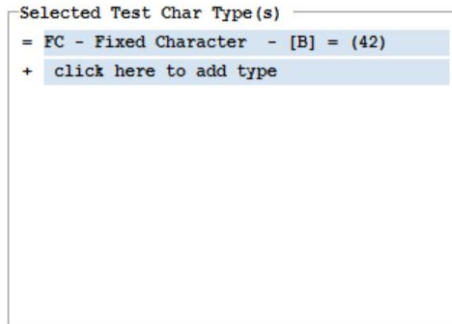 Selected Test Char Type(s)
= FC - Fixed Character - [B] = (42)
+ click here to add type